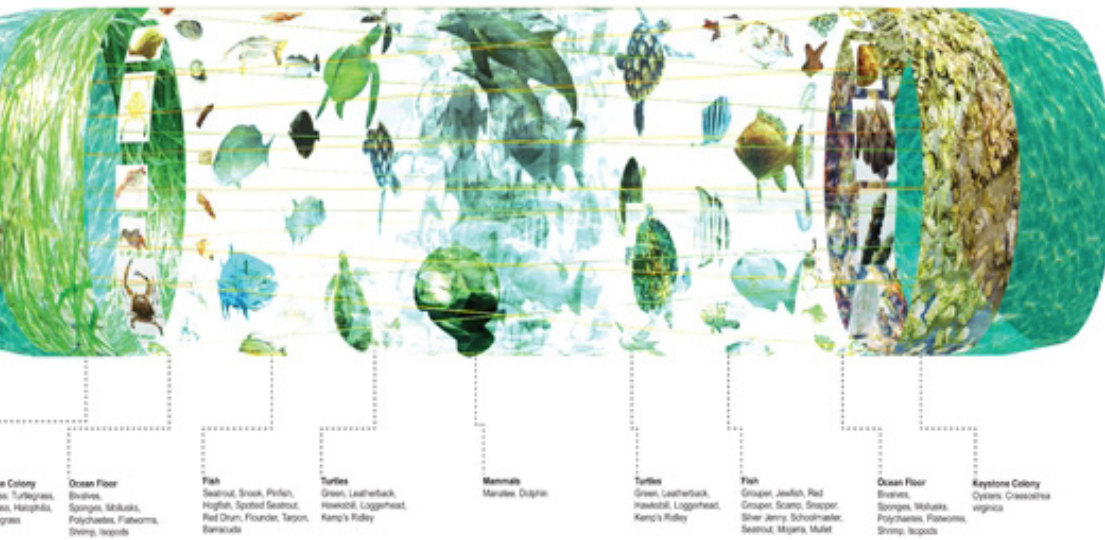 e Colony
ss: Turtlegrass,
ass, Halophilia,
grass
Ocean Floor
Bivalves,
Sponges, Mollusks,
Polychaetes, Flatworms,
Shrimp, Isopods
Fish
Seatrout, Snook, Pinfish,
Hogfish, Spotted Seatrout,
Red Drum, Flounder, Tarpon,
Barracuda
Turtles
Green, Leatherback,
Hawksbill, Loggerhead,
Kemp's Ridley
Mammals
Manatee, Dolphin
Turtles
Green, Leatherback,
Hawksbill, Loggerhead,
Kemp's Ridley
Fish
Grouper, Jewfish, Red
Grouper, Scamp, Snapper,
Silver Jenny, Schoolmaster,
Seatrout, Mojarra, Mullet
Ocean Floor
Bivalves,
Sponges, Mollusks,
Polychaetes, Flatworms,
Shrimp, Isopods
Keystone Colony
Oysters: Crassostrea
virginica